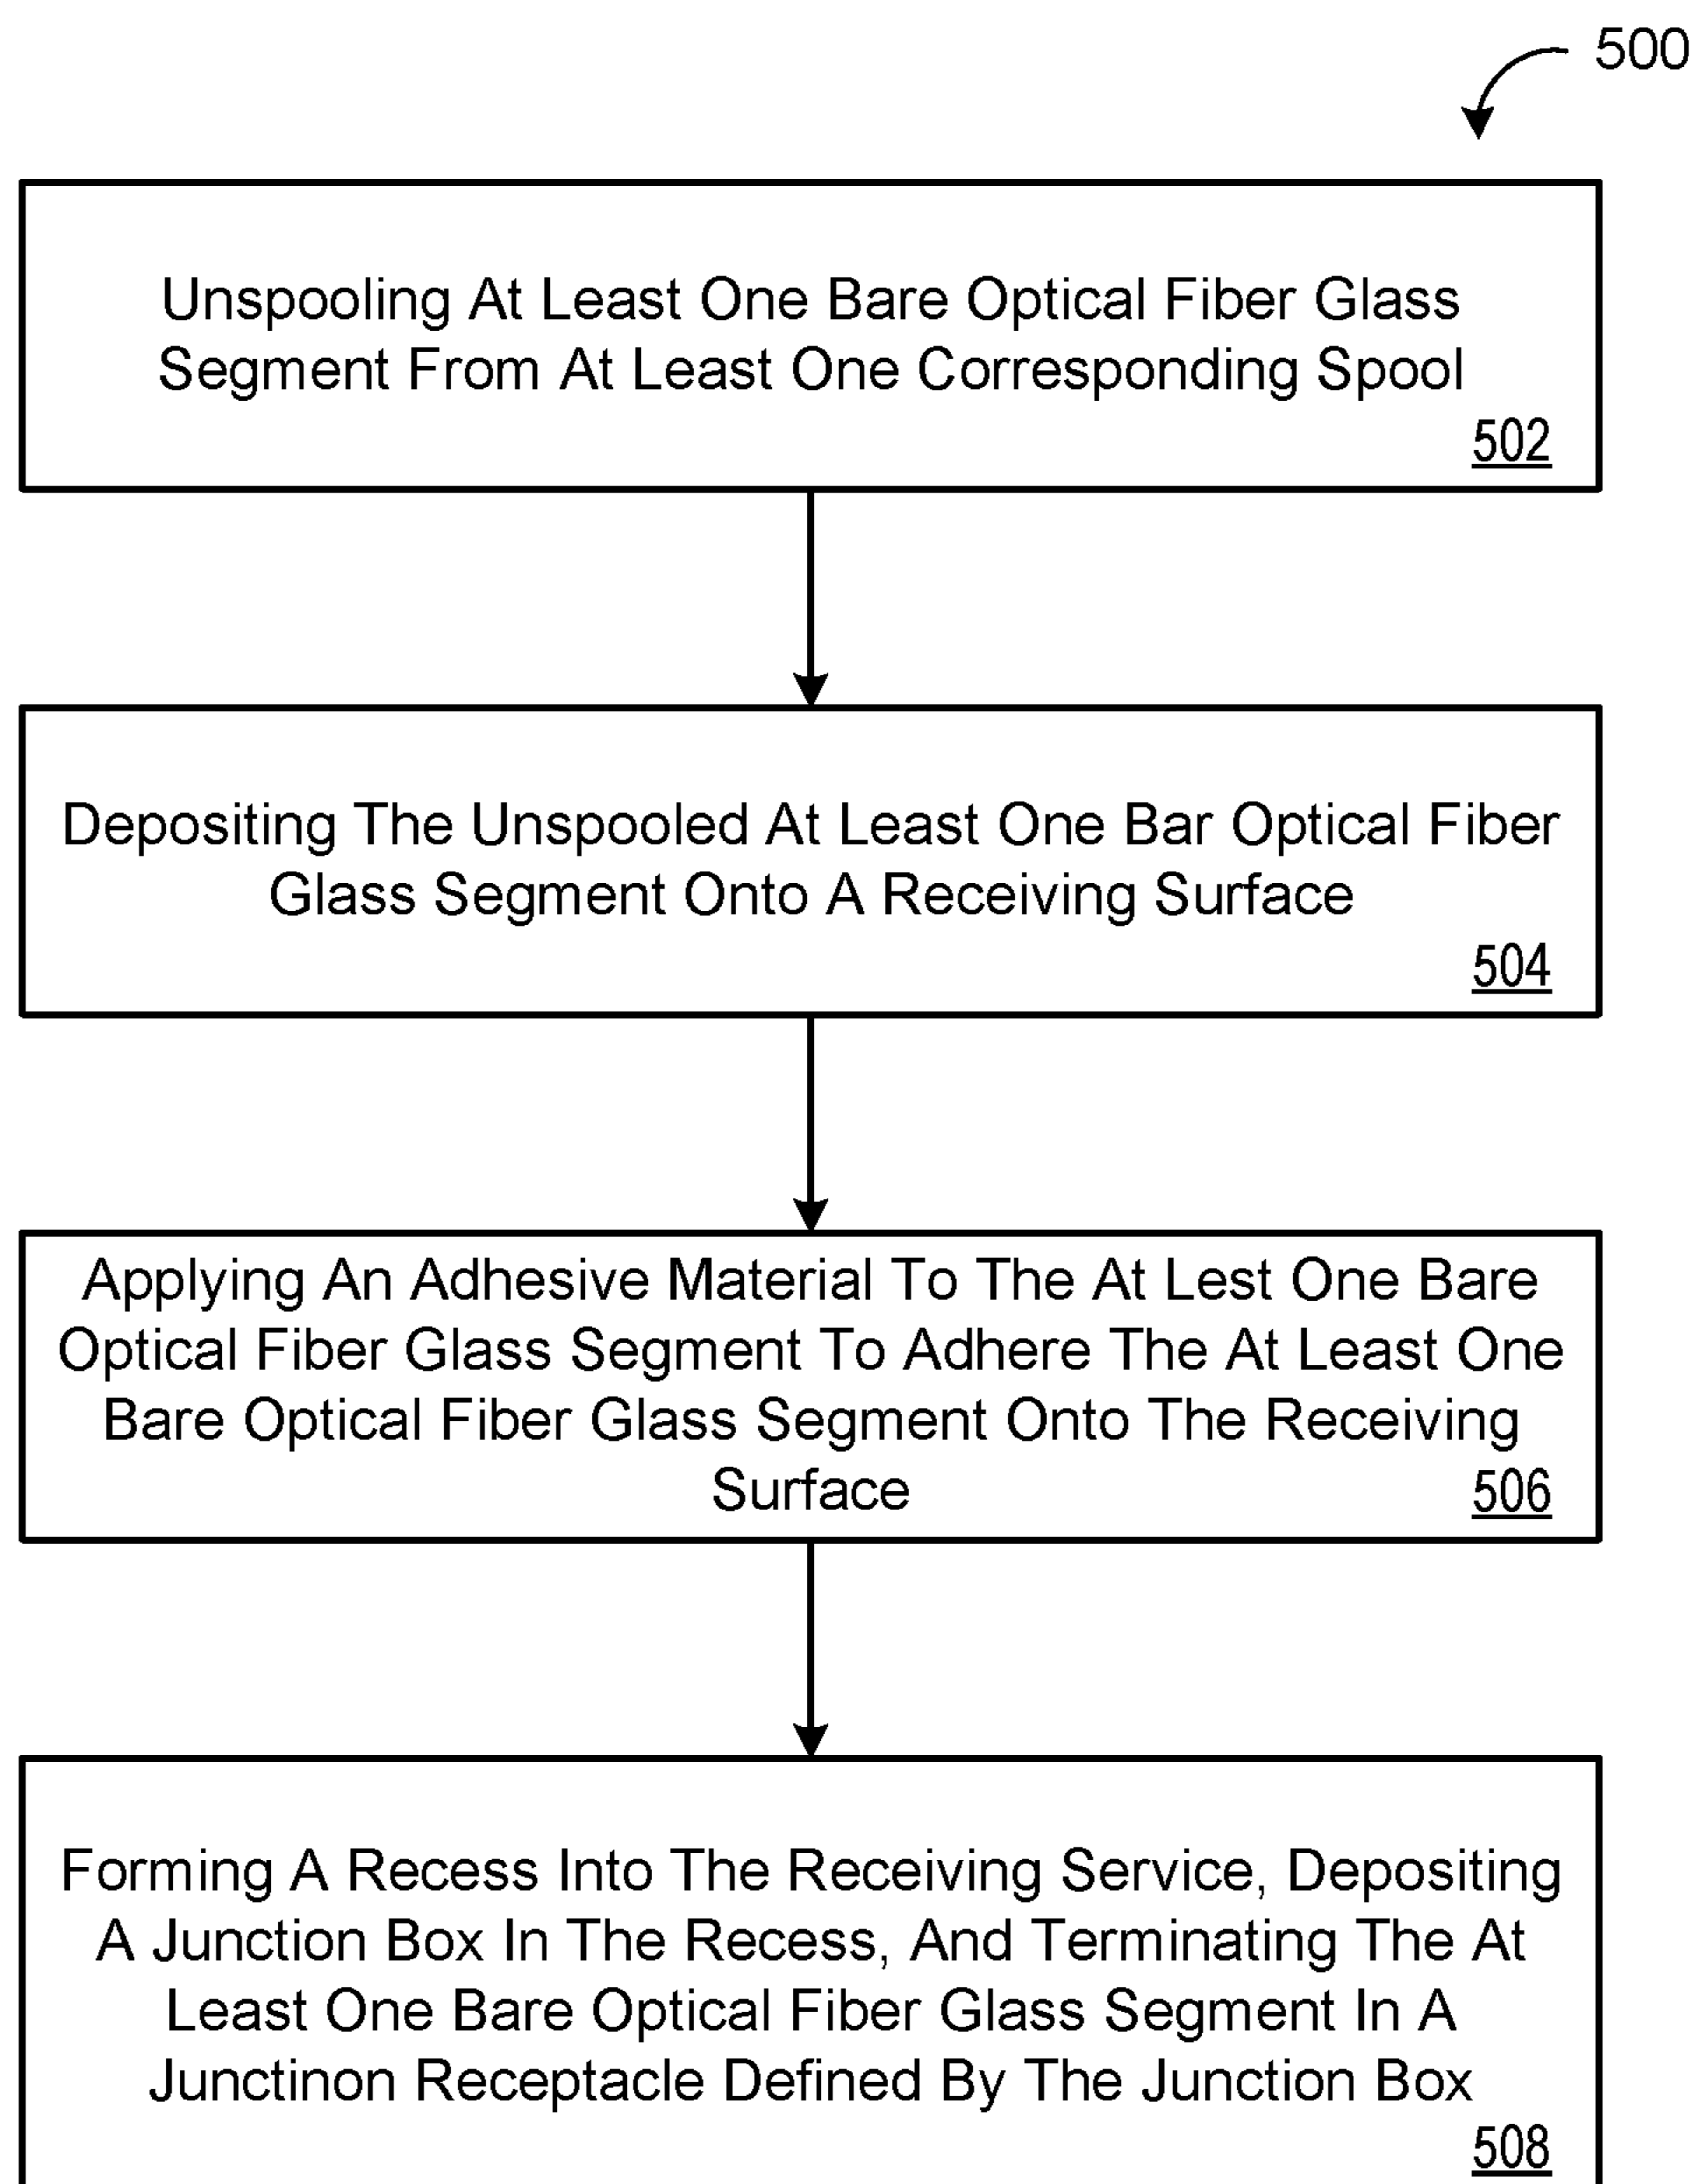 500
Unspooling At Least One Bare Optical Fiber Glass
Segment From At Least One Corresponding Spool
502
Depositing The Unspooled At Least One Bar Optical Fiber
Glass Segment Onto A Receiving Surface
504
Applying An Adhesive Material To The At Lest One Bare
Optical Fiber Glass Segment To Adhere The At Least One
Bare Optical Fiber Glass Segment Onto The Receiving
Surface
506
Forming A Recess Into The Receiving Service, Depositing
A Junction Box In The Recess, And Terminating The At
Least One Bare Optical Fiber Glass Segment In A
Junctinon Receptacle Defined By The Junction Box
508